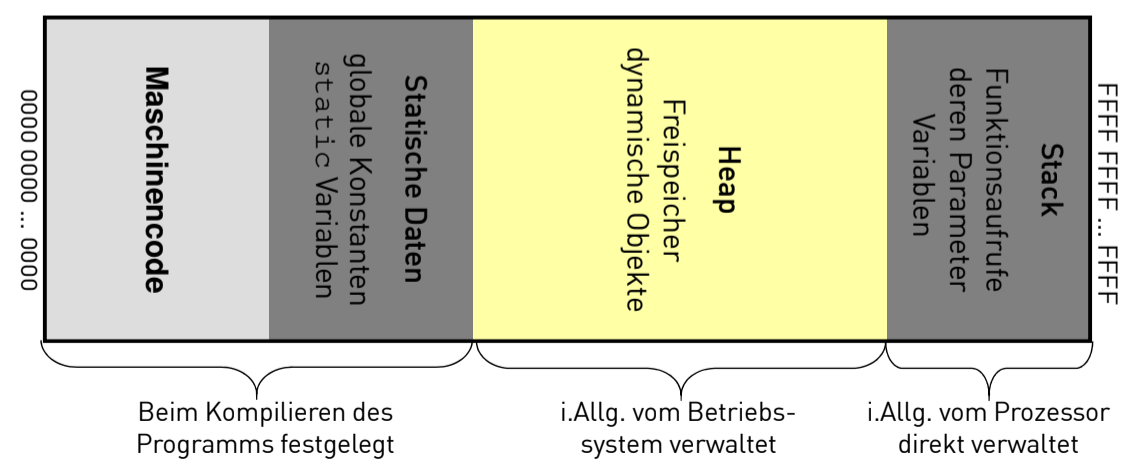 0000 0000 ... 0000
Maschinencode
Statische Daten
globale Konstanten
static Variablen
Heap
Freispeicher
dynamische Objekte
Stack
Funktionsaufrufe
deren Parameter
Variablen
FFFF FFFF ... FFFF
Beim Kompilieren des
Programms festgelegt
i.Allg. vom Betriebs-
system verwaltet
i.Allg. vom Prozessor
direkt verwaltet